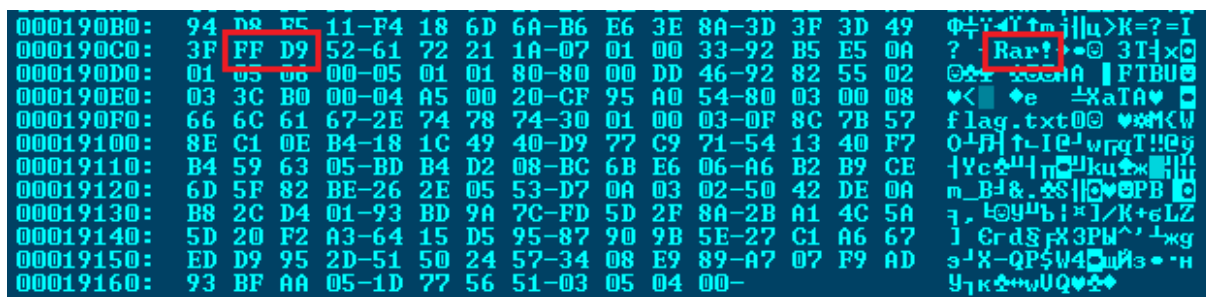 000190B0: 94 D8 F5 11-F4 18 6D 6A-B6 E6 3E 8A-3D 3F 3D 49
000190C0: 3F FF D9 52-61 72 21 1A-07 01 00 33-92 B5 E5 0A Rar!
000190D0: 01 05 06 00-05 01 01 80-80 00 DD 46-92 82 55 02
000190E0: 03 3C B0 00-04 A5 00 20-CF 95 A0 54-80 03 00 08
000190F0: 66 6C 61 67-2E 74 78 74-30 01 00 03-0F 8C 7B 57 flag.txt0
00019100: 8E C1 0E B4-18 1C 49 40-D9 77 C9 71-54 13 40 F7
00019110: B4 59 63 05-BD B4 D2 08-BC 6B E6 06-A6 B2 B9 CE
00019120: 6D 5F 82 BE-26 2E 05 53-D7 0A 03 02-50 42 DE 0A
00019130: B8 2C D4 01-93 BD 9A 7C-FD 5D 2F 8A-2B A1 4C 5A
00019140: 5D 20 F2 A3-64 15 D5 95-87 90 9B 5E-27 C1 A6 67
00019150: ED D9 95 2D-51 50 24 57-34 08 E9 89-A7 07 F9 AD
00019160: 93 BF AA 05-1D 77 56 51-03 05 04 00-